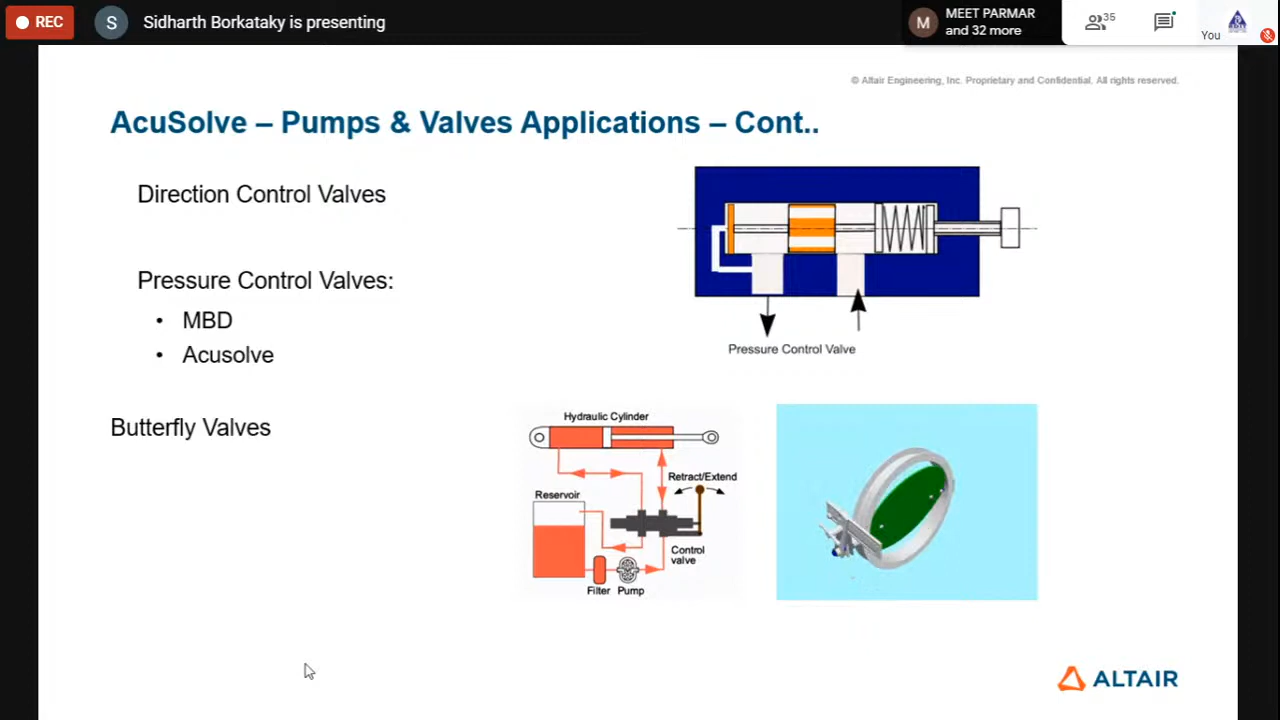 REC
S
Sidharth Borkataky is presenting
M
MEET PARMAR
and 32 more
35
You
© Altair Engineering, Inc. Proprietary and Confidential. All rights reserved.
AcuSolve – Pumps & Valves Applications – Cont..
Direction Control Valves
Pressure Control Valves:
• MBD
• Acusolve
Butterfly Valves
Pressure Control Valve
Hydraulic Cylinder
Retract/Extend
Reservoir
Control
valve
Filter
Pump
ALTAIR